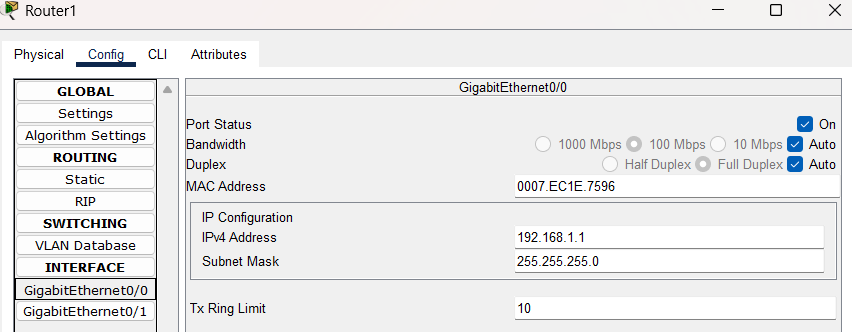 Router1
Physical Config CLI Attributes
GLOBAL
Settings
Algorithm Settings
ROUTING
Static
RIP
SWITCHING
VLAN Database
INTERFACE
GigabitEthernet0/0
GigabitEthernet0/1
GigabitEthernet0/0
Port Status On
Bandwidth 1000 Mbps 100 Mbps 10 Mbps Auto
Duplex Half Duplex Full Duplex Auto
MAC Address 0007.EC1E.7596
IP Configuration
IPv4 Address 192.168.1.1
Subnet Mask 255.255.255.0
Tx Ring Limit 10